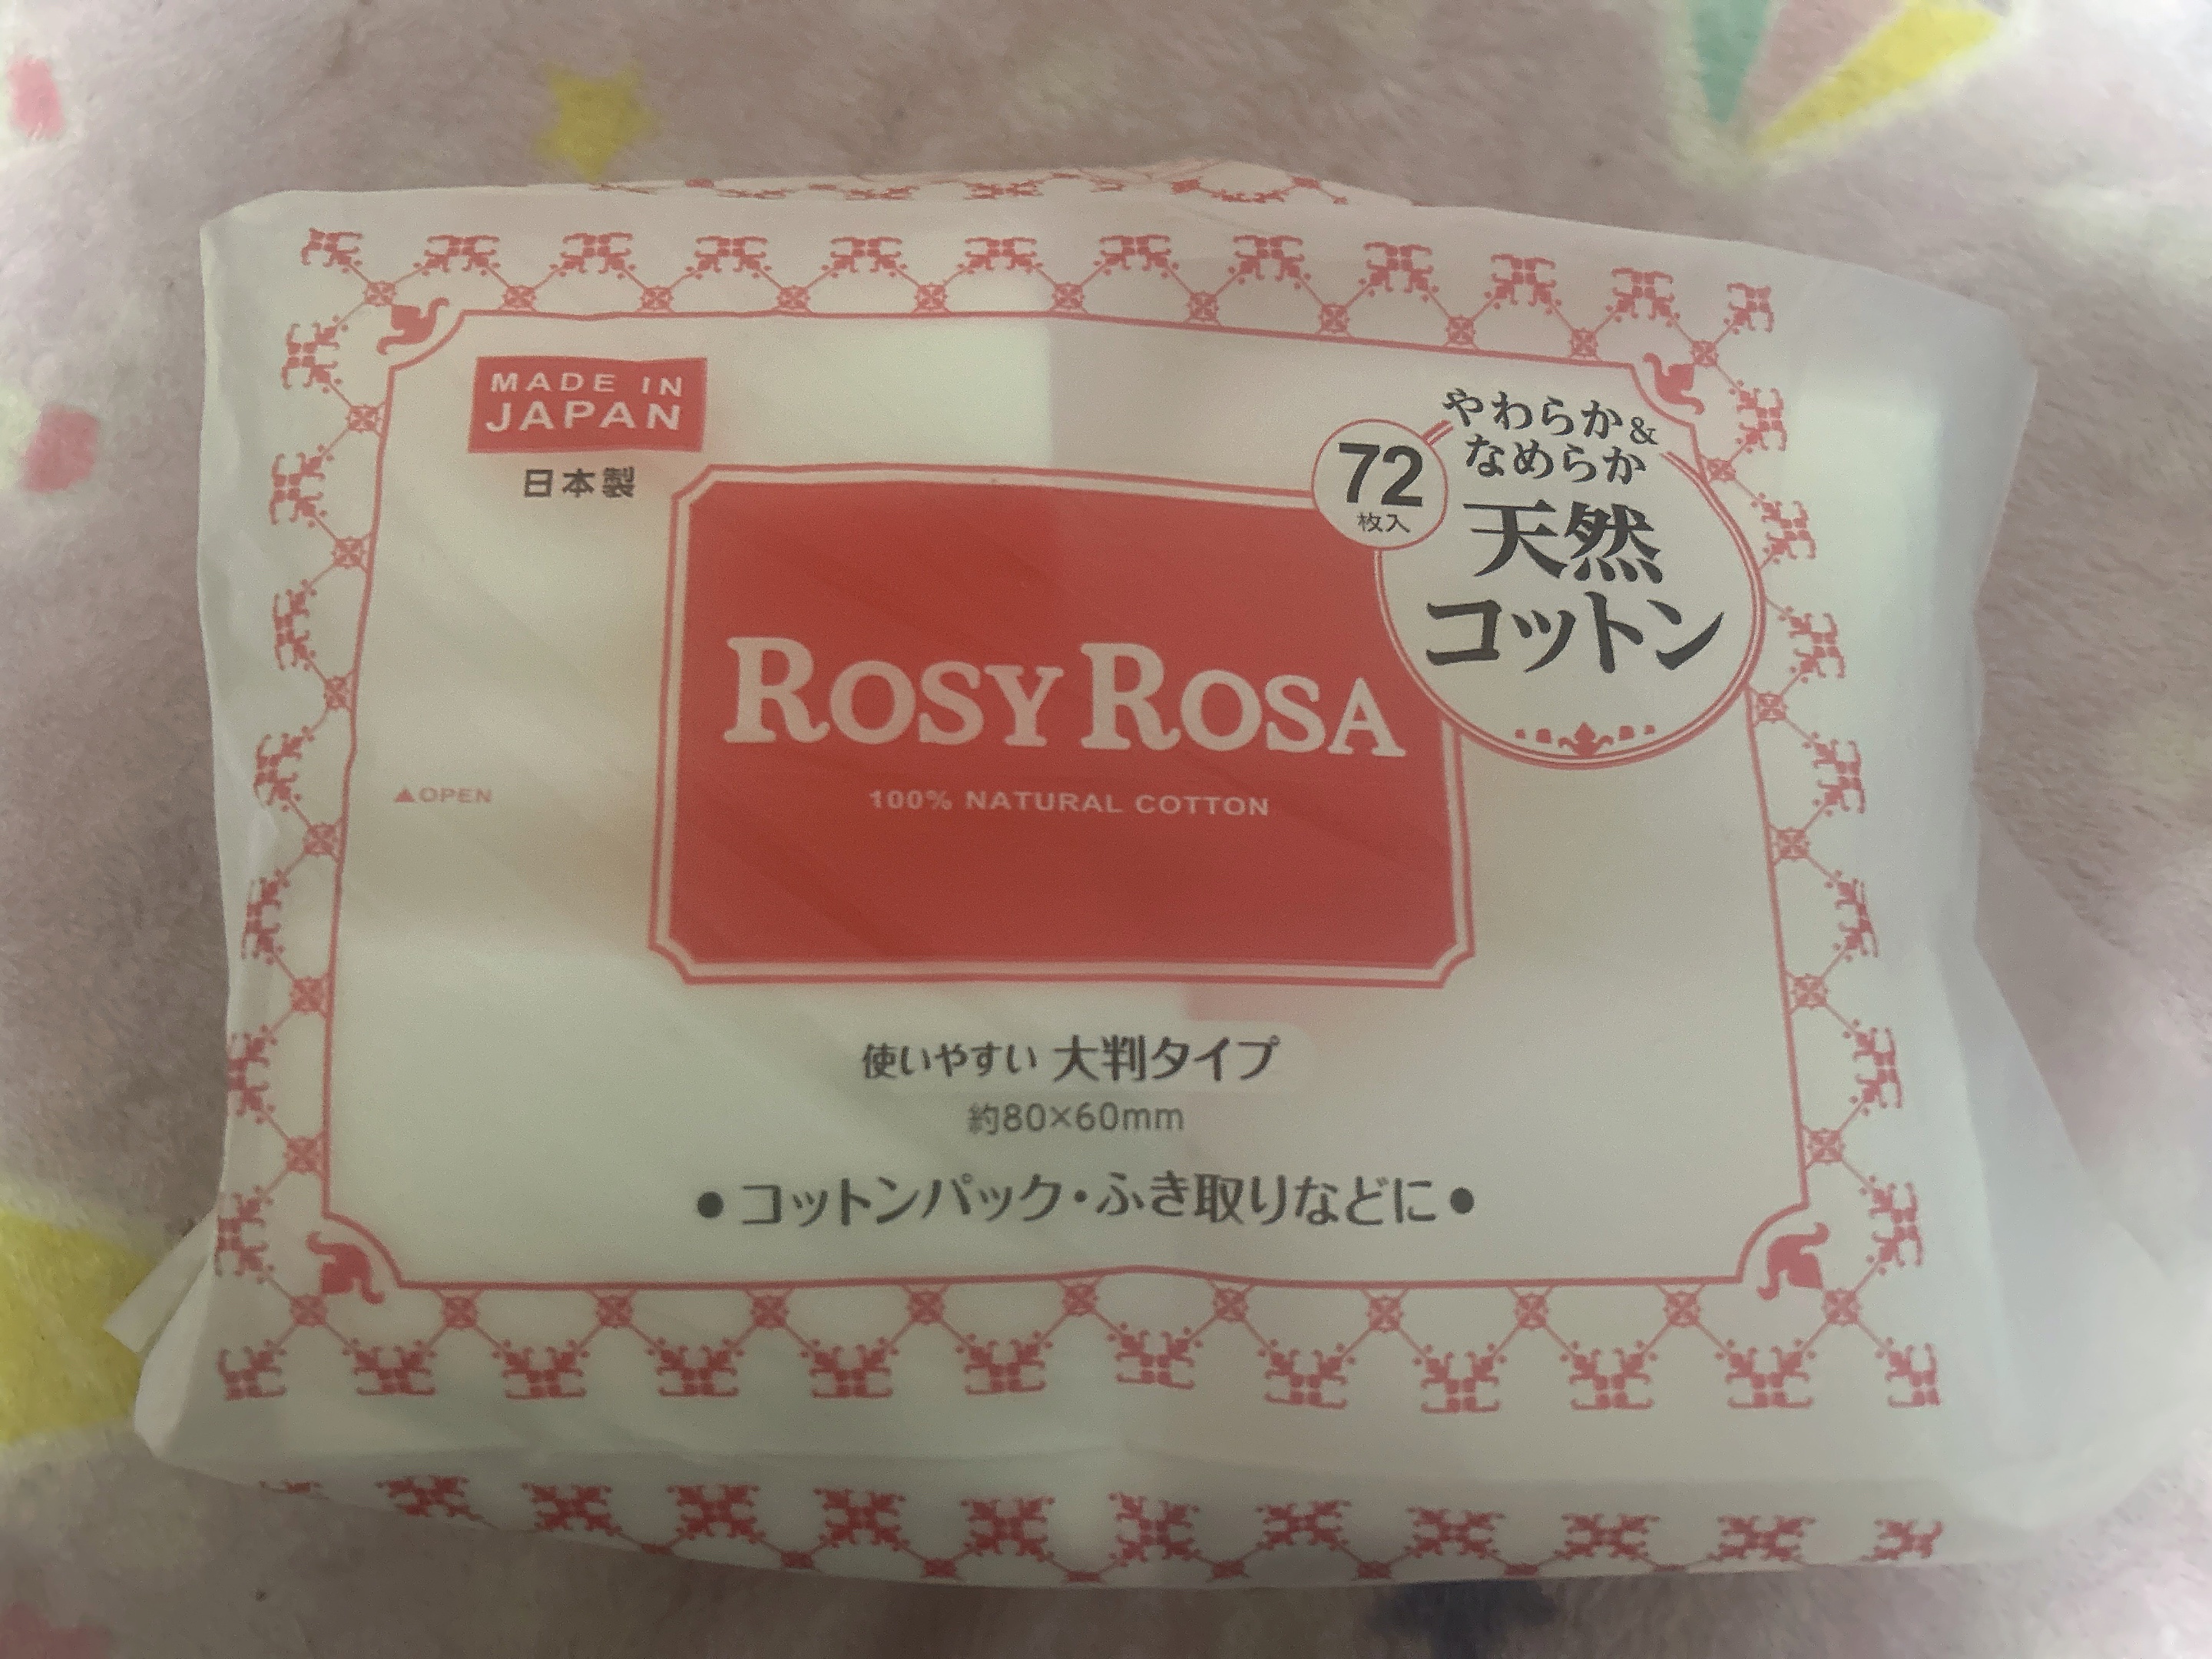 MADE IN
JAPAN
日本製
やわらか&
なめらか
72
枚入
天然
コットン
ROSY ROSA
100% NATURAL COTTON
▲OPEN
使いやすい 大判タイプ
約80×60mm
●コットンパック・ふき取りなどに●